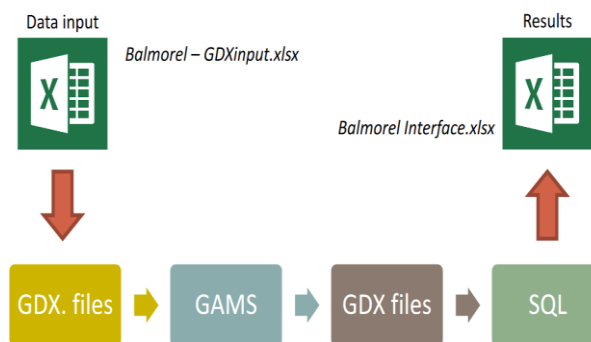 Data input
Results
Balmorel – GDXinput.xlsx
X
X
Balmorel Interface.xlsx
GDX. files
GAMS
GDX files
SQL